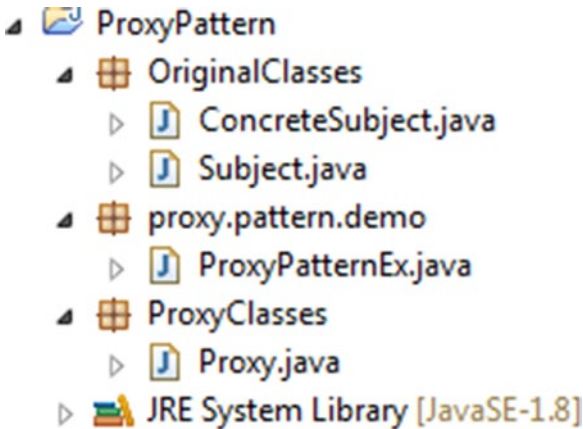 ProxyPattern
OriginalClasses
ConcreteSubject.java
Subject.java
proxy.pattern.demo
ProxyPatternEx.java
ProxyClasses
Proxy.java
JRE System Library [JavaSE-1.8]